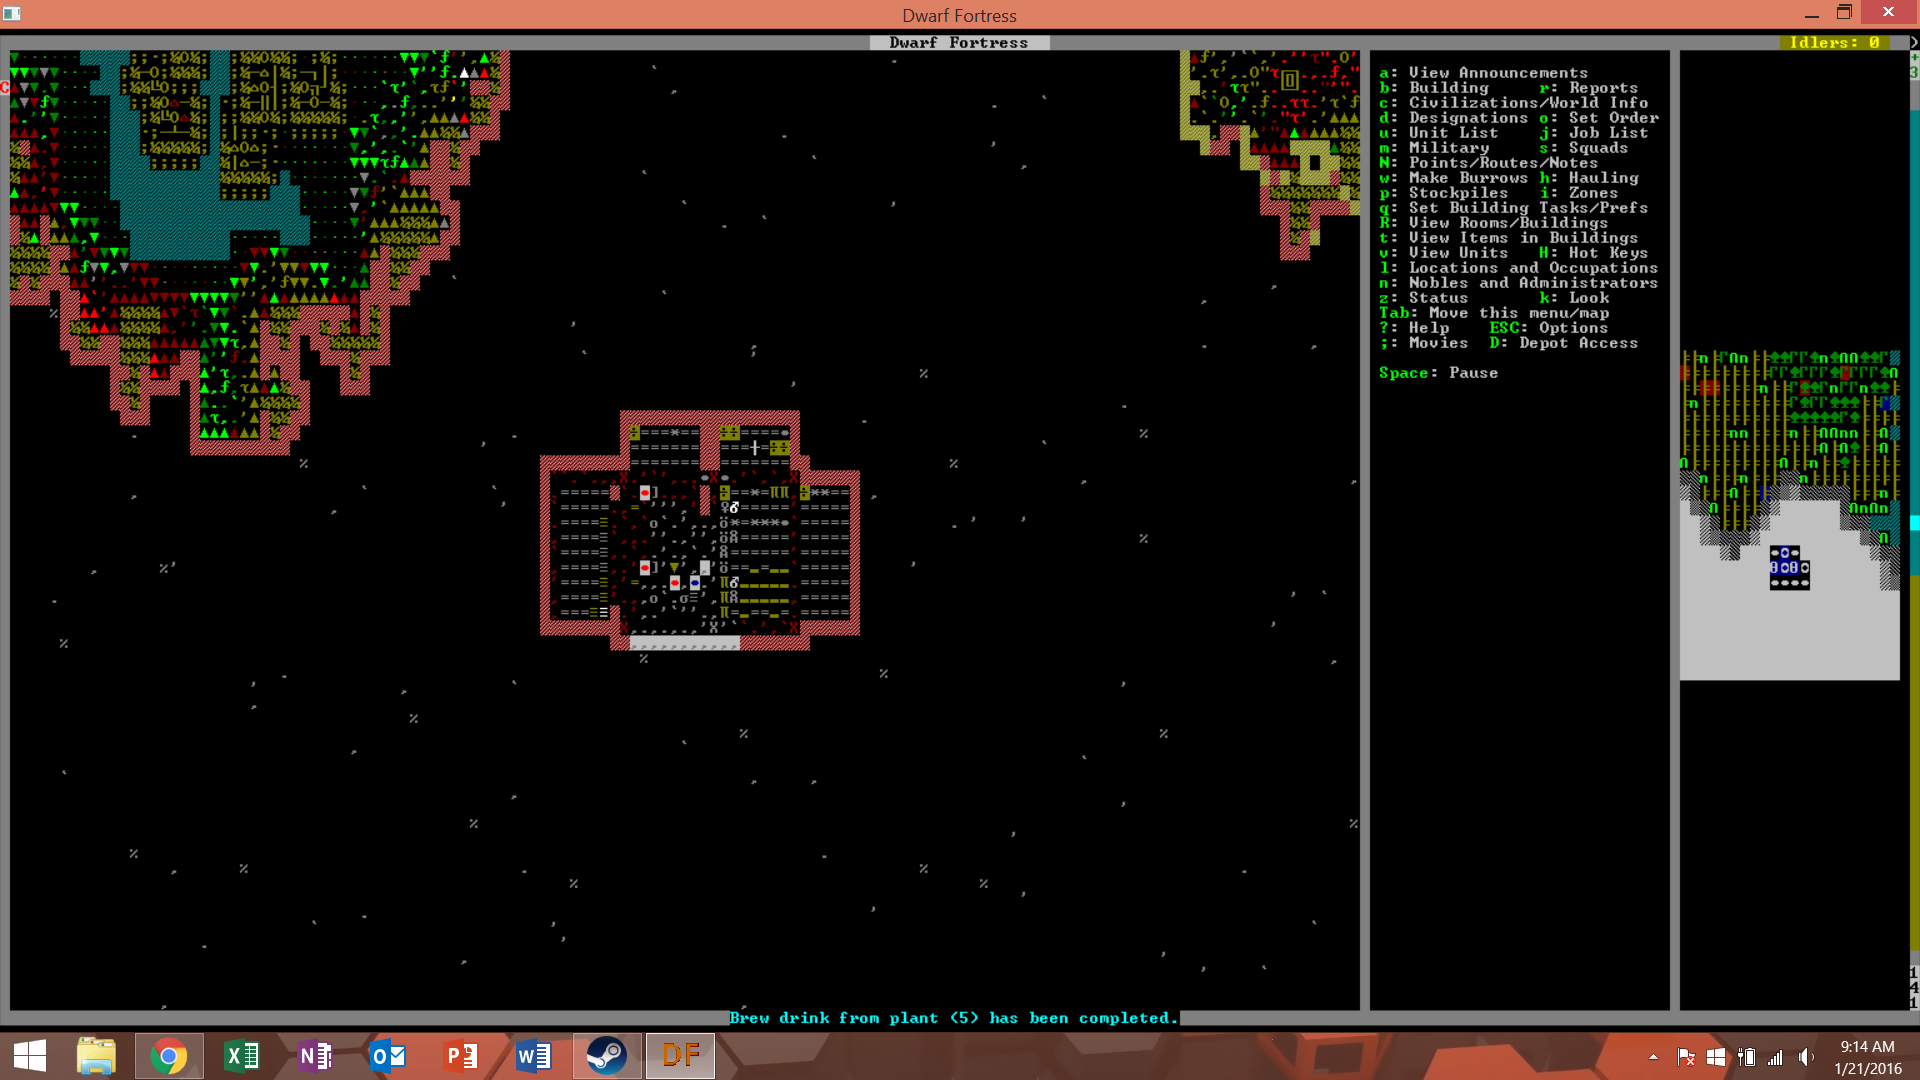 Dwarf Fortress
Dwarf Fortress
Idlers: 0
a: View Announcements
b: Building r: Reports
c: Civilizations/World Info
d: Designations o: Set Order
u: Unit List j: Job List
m: Military s: Squads
N: Points/Routes/Notes
w: Make Burrows h: Hauling
p: Stockpiles i: Zones
q: Set Building Tasks/Prefs
R: View Rooms/Buildings
t: View Items in Buildings
v: View Units H: Hot Keys
l: Locations and Occupations
n: Nobles and Administrators
z: Status k: Look
Tab: Move this menu/map
?: Help ESC: Options
;: Movies D: Depot Access
Space: Pause
Brew drink from plant (5) has been completed.
DF
9:14 AM
1/21/2016